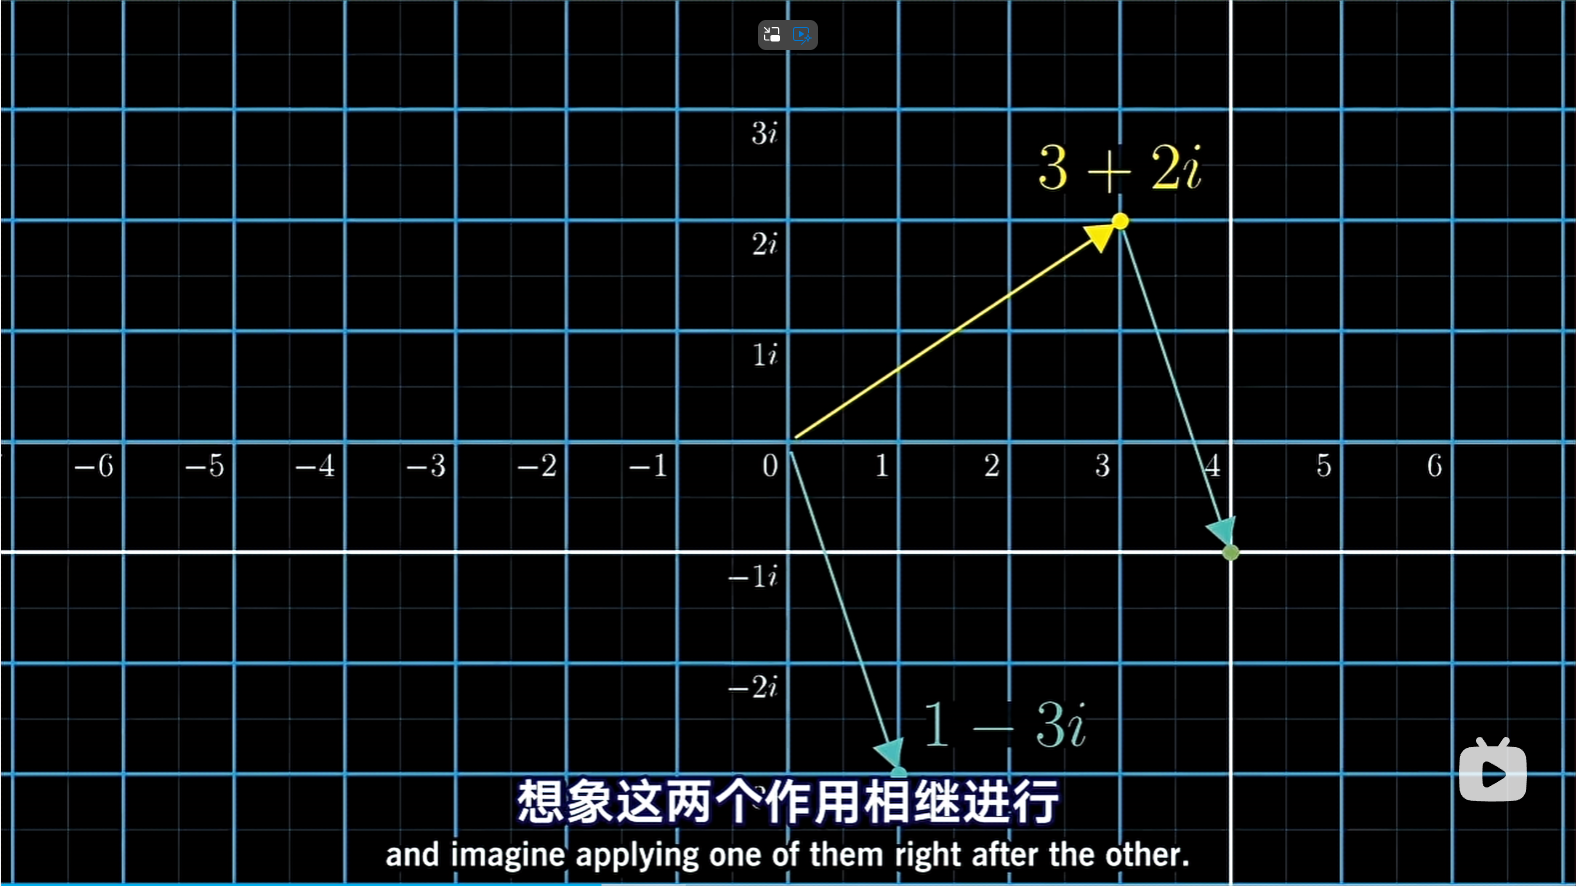 3i
3 + 2i
2i
1i
−6 −5 −4 −3 −2 −1 0 1 2 3 4 5 6
−1i
−2i
1 − 3i
想象这两个作用相继进行
and imagine applying one of them right after the other.